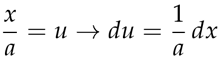 x/a = u → du = 1/a dx